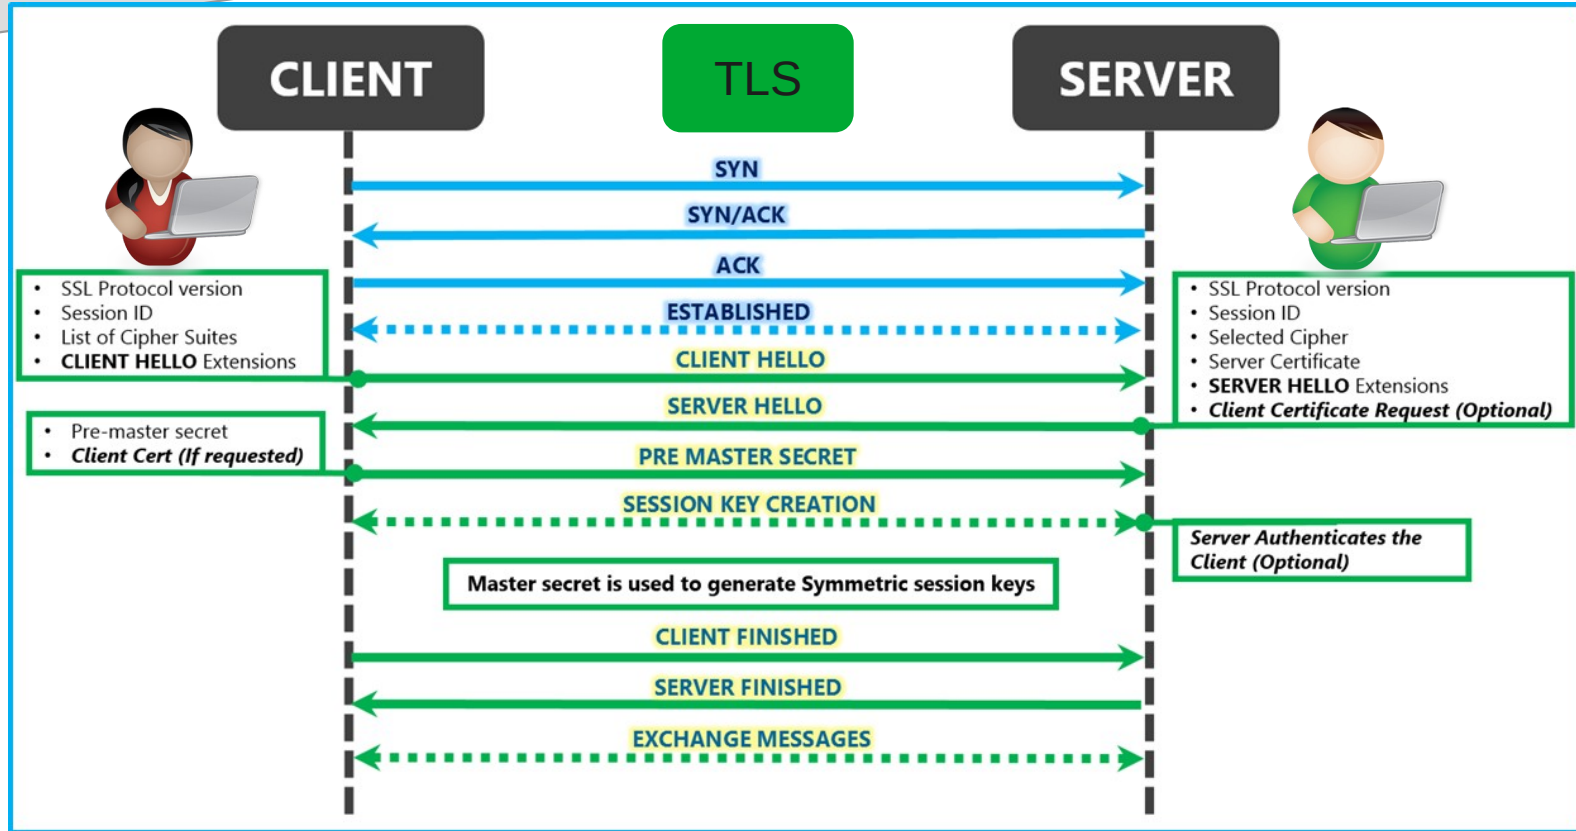 CLIENT
TLS
SERVER
SYN
SYN/ACK
ACK
• SSL Protocol version
• Session ID
• List of Cipher Suites
• CLIENT HELLO Extensions
• SSL Protocol version
• Session ID
• Selected Cipher
• Server Certificate
• SERVER HELLO Extensions
• Client Certificate Request (Optional)
ESTABLISHED
CLIENT HELLO
SERVER HELLO
• Pre-master secret
• Client Cert (If requested)
PRE MASTER SECRET
SESSION KEY CREATION
Server Authenticates the
Client (Optional)
Master secret is used to generate Symmetric session keys
CLIENT FINISHED
SERVER FINISHED
EXCHANGE MESSAGES